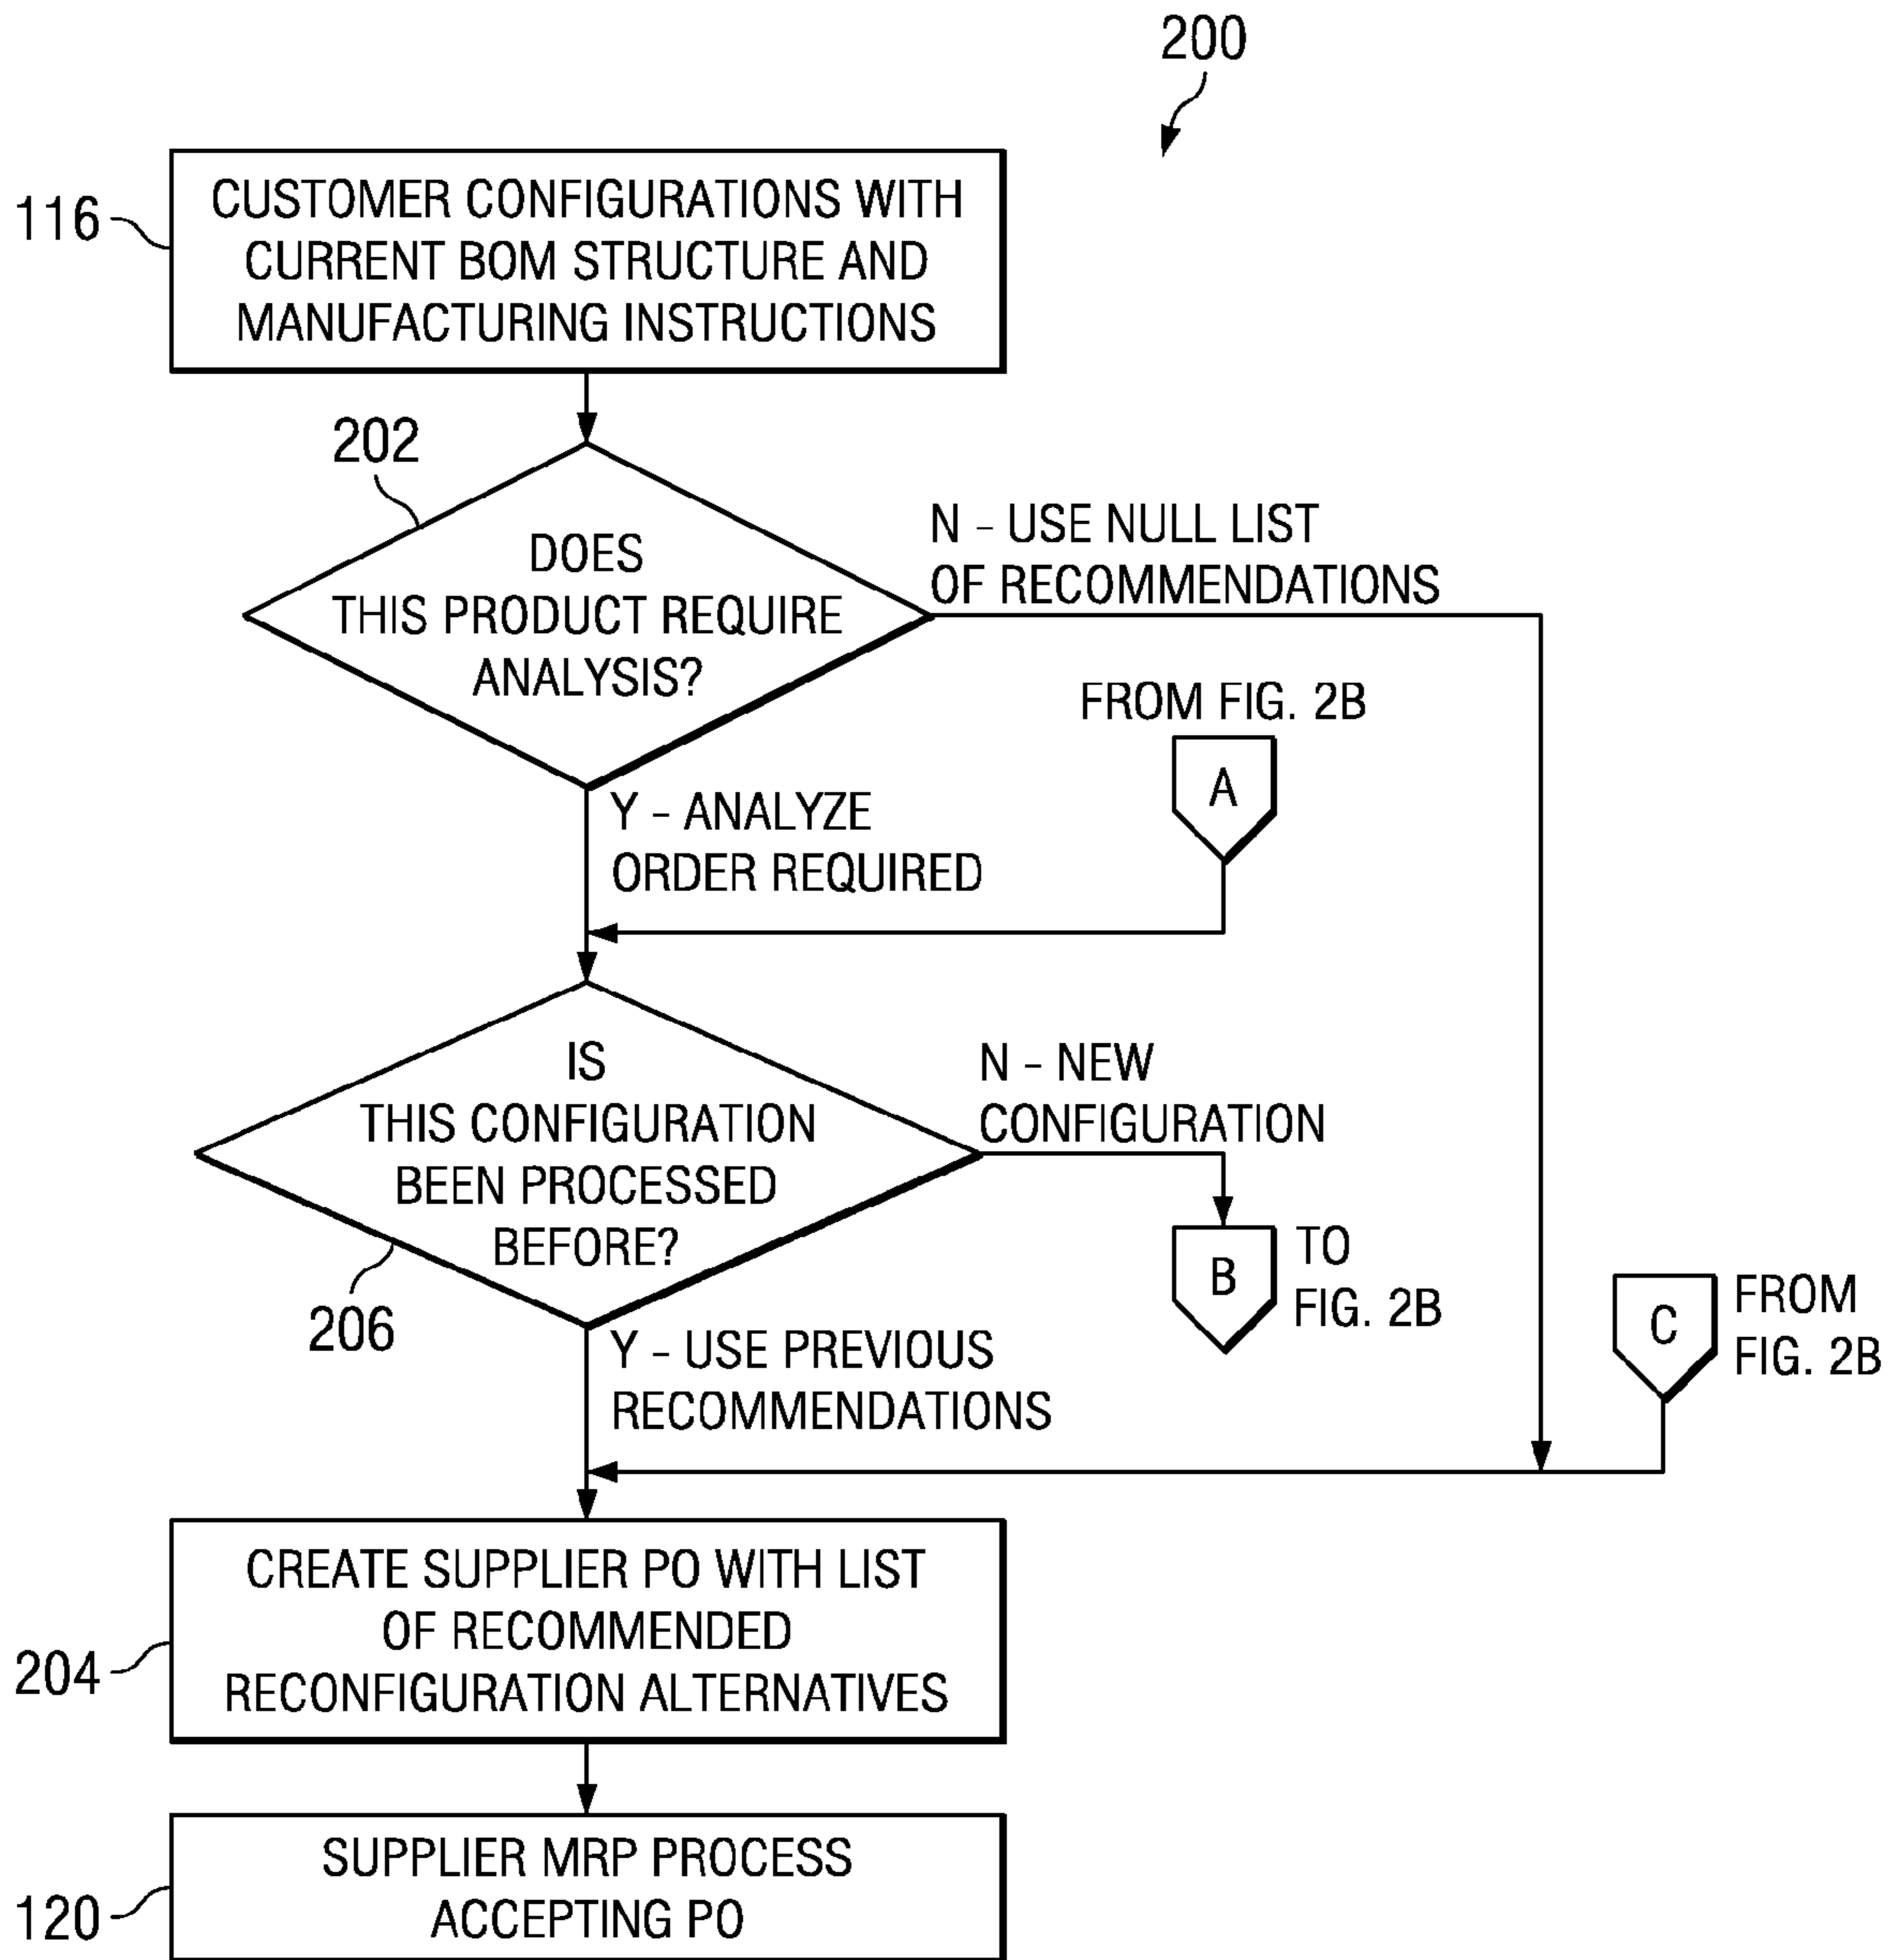 200
116
CUSTOMER CONFIGURATIONS WITH
CURRENT BOM STRUCTURE AND
MANUFACTURING INSTRUCTIONS
202
DOES
THIS PRODUCT REQUIRE
ANALYSIS?
N - USE NULL LIST
OF RECOMMENDATIONS
FROM FIG. 2B
A
Y - ANALYZE
ORDER REQUIRED
IS
THIS CONFIGURATION
BEEN PROCESSED
BEFORE?
206
N - NEW
CONFIGURATION
B
TO
FIG. 2B
C
FROM
FIG. 2B
Y - USE PREVIOUS
RECOMMENDATIONS
204
CREATE SUPPLIER PO WITH LIST
OF RECOMMENDED
RECONFIGURATION ALTERNATIVES
120
SUPPLIER MRP PROCESS
ACCEPTING PO